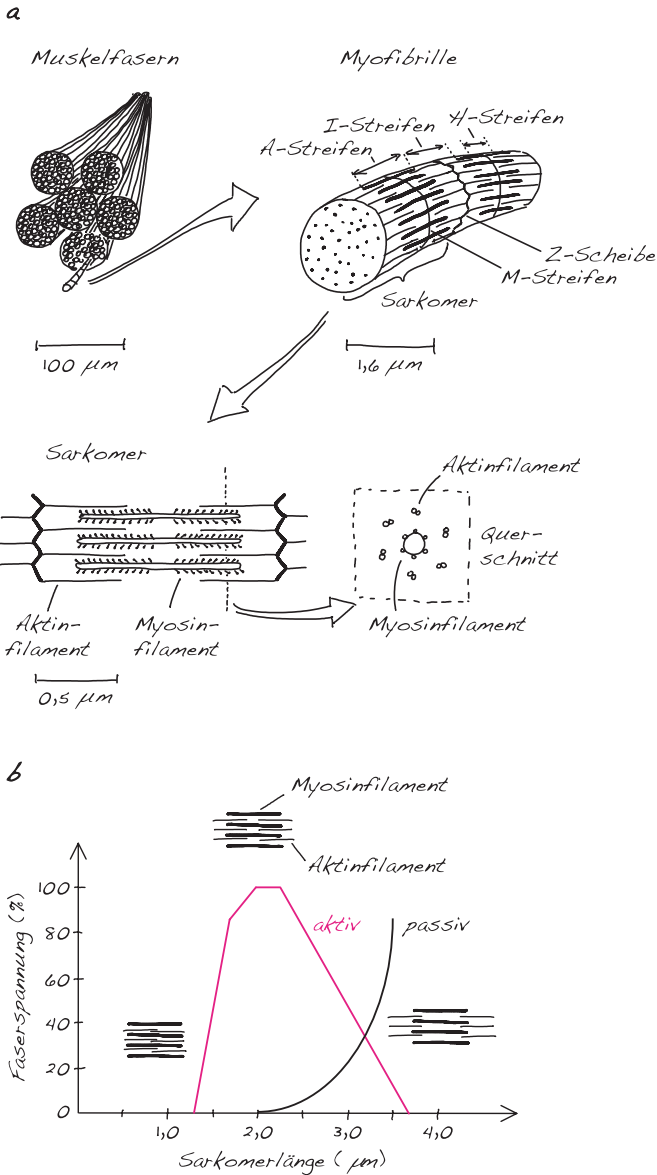 a
Muskelfasern
Myofibrille
I-Streifen
H-Streifen
A-Streifen
Z-Scheibe
M-Streifen
Sarkomer
100 µm
1,6 µm
Sarkomer
Aktinfilament
Quer-
schnitt
Aktin-
filament
Myosin-
filament
Myosinfilament
0,5 µm
b
Myosinfilament
Aktinfilament
Faserspannung (%)
100
80
60
40
20
0
aktiv
passiv
1,0
2,0
3,0
4,0
Sarkomerlänge ( µm)